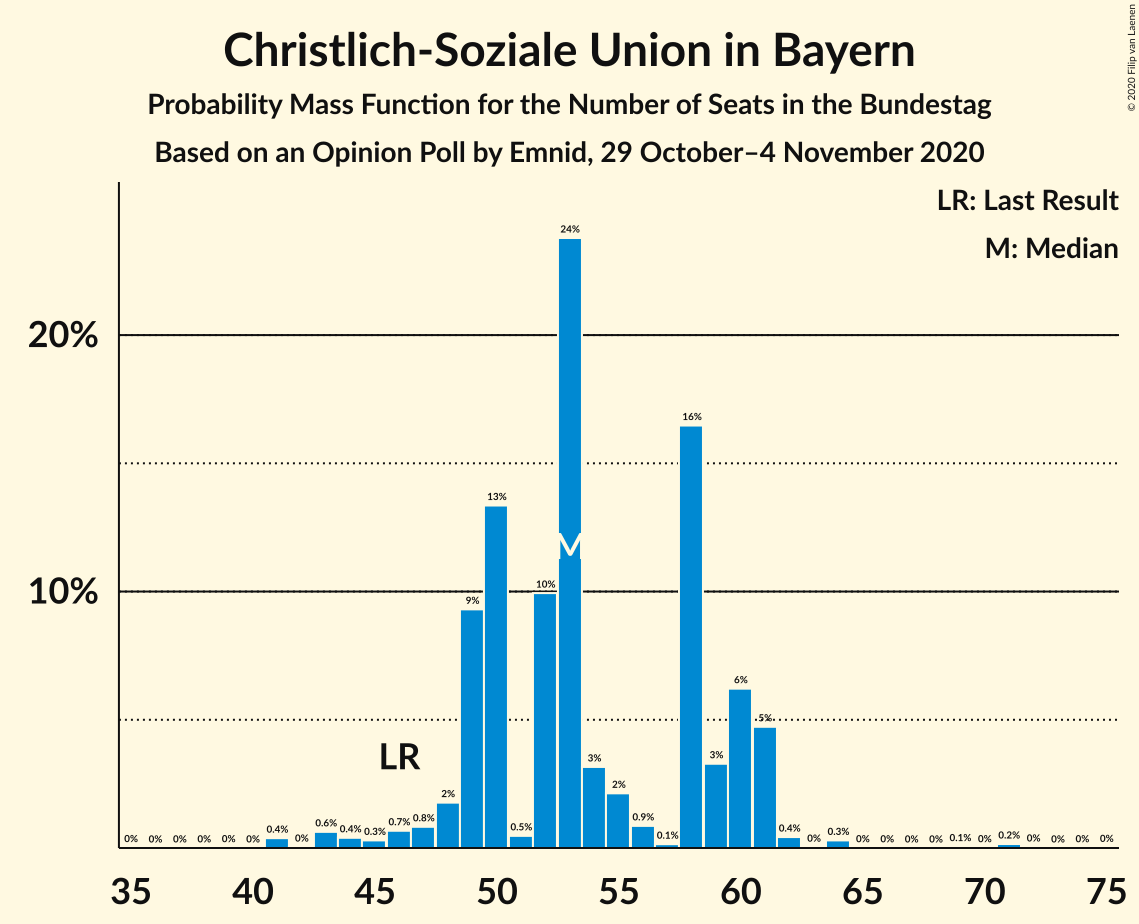 Christlich-Soziale Union in Bayern
Probability Mass Function for the Number of Seats in the Bundestag
Based on an Opinion Poll by Emnid, 29 October–4 November 2020
© 2020 Filip van Laenen
LR: Last Result
M: Median
20%
10%
0% 0% 0% 0% 0% 0% 0.4% 0% 0.6% 0.4% 0.3% 0.7% 0.8% 2% 9% 13% 0.5% 10% 24% 3% 2% 0.9% 0.1% 16% 3% 6% 5% 0.4% 0% 0.3% 0% 0% 0% 0% 0.1% 0% 0.2% 0% 0% 0% 0%
LR
M
35 40 45 50 55 60 65 70 75